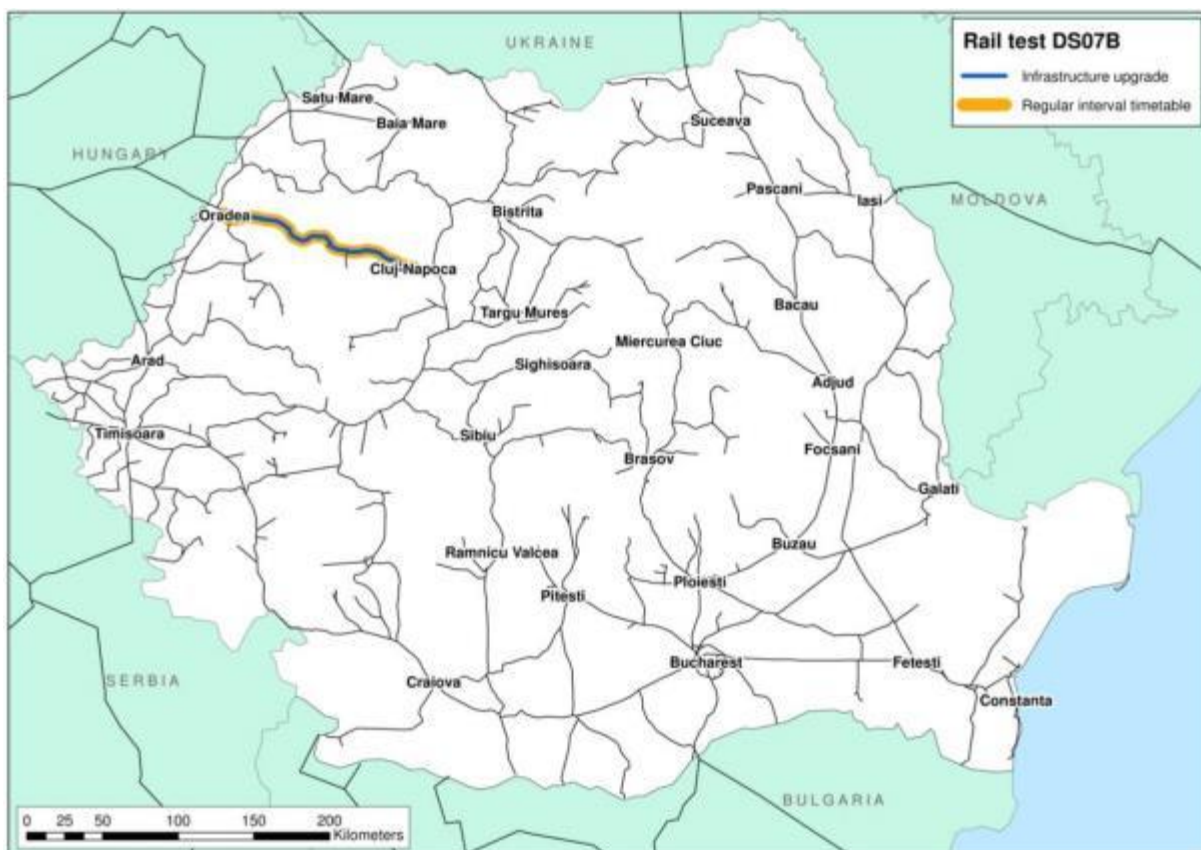 UKRAINE
Rail test DS07B
Infrastructure upgrade
Regular interval timetable
Satu Mare
Baia Mare
Suceava
HUNGARY
Pascani
Iasi
MOLDOVA
Oradea
Bistrita
Cluj-Napoca
Targu Mures
Bacau
Miercurea Ciuc
Arad
Sighisoara
Adjud
Timisoara
Sibiu
Brasov
Focsani
Galati
Ramnicu Valcea
Buzau
Pitesti
Ploiesti
Bucharest
Fetesti
SERBIA
Craiova
Constanta
BULGARIA
0 25 50 100 150 200
Kilometers